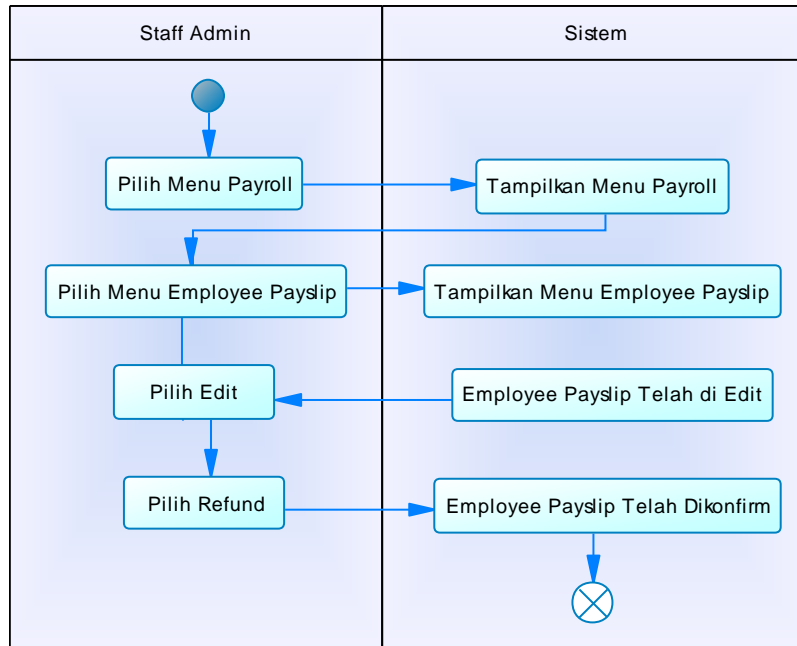 Staff Admin
Sistem
Pilih Menu Payroll
Tampilkan Menu Payroll
Pilih Menu Employee Payslip
Tampilkan Menu Employee Payslip
Pilih Edit
Employee Payslip Telah di Edit
Pilih Refund
Employee Payslip Telah Dikonfirm